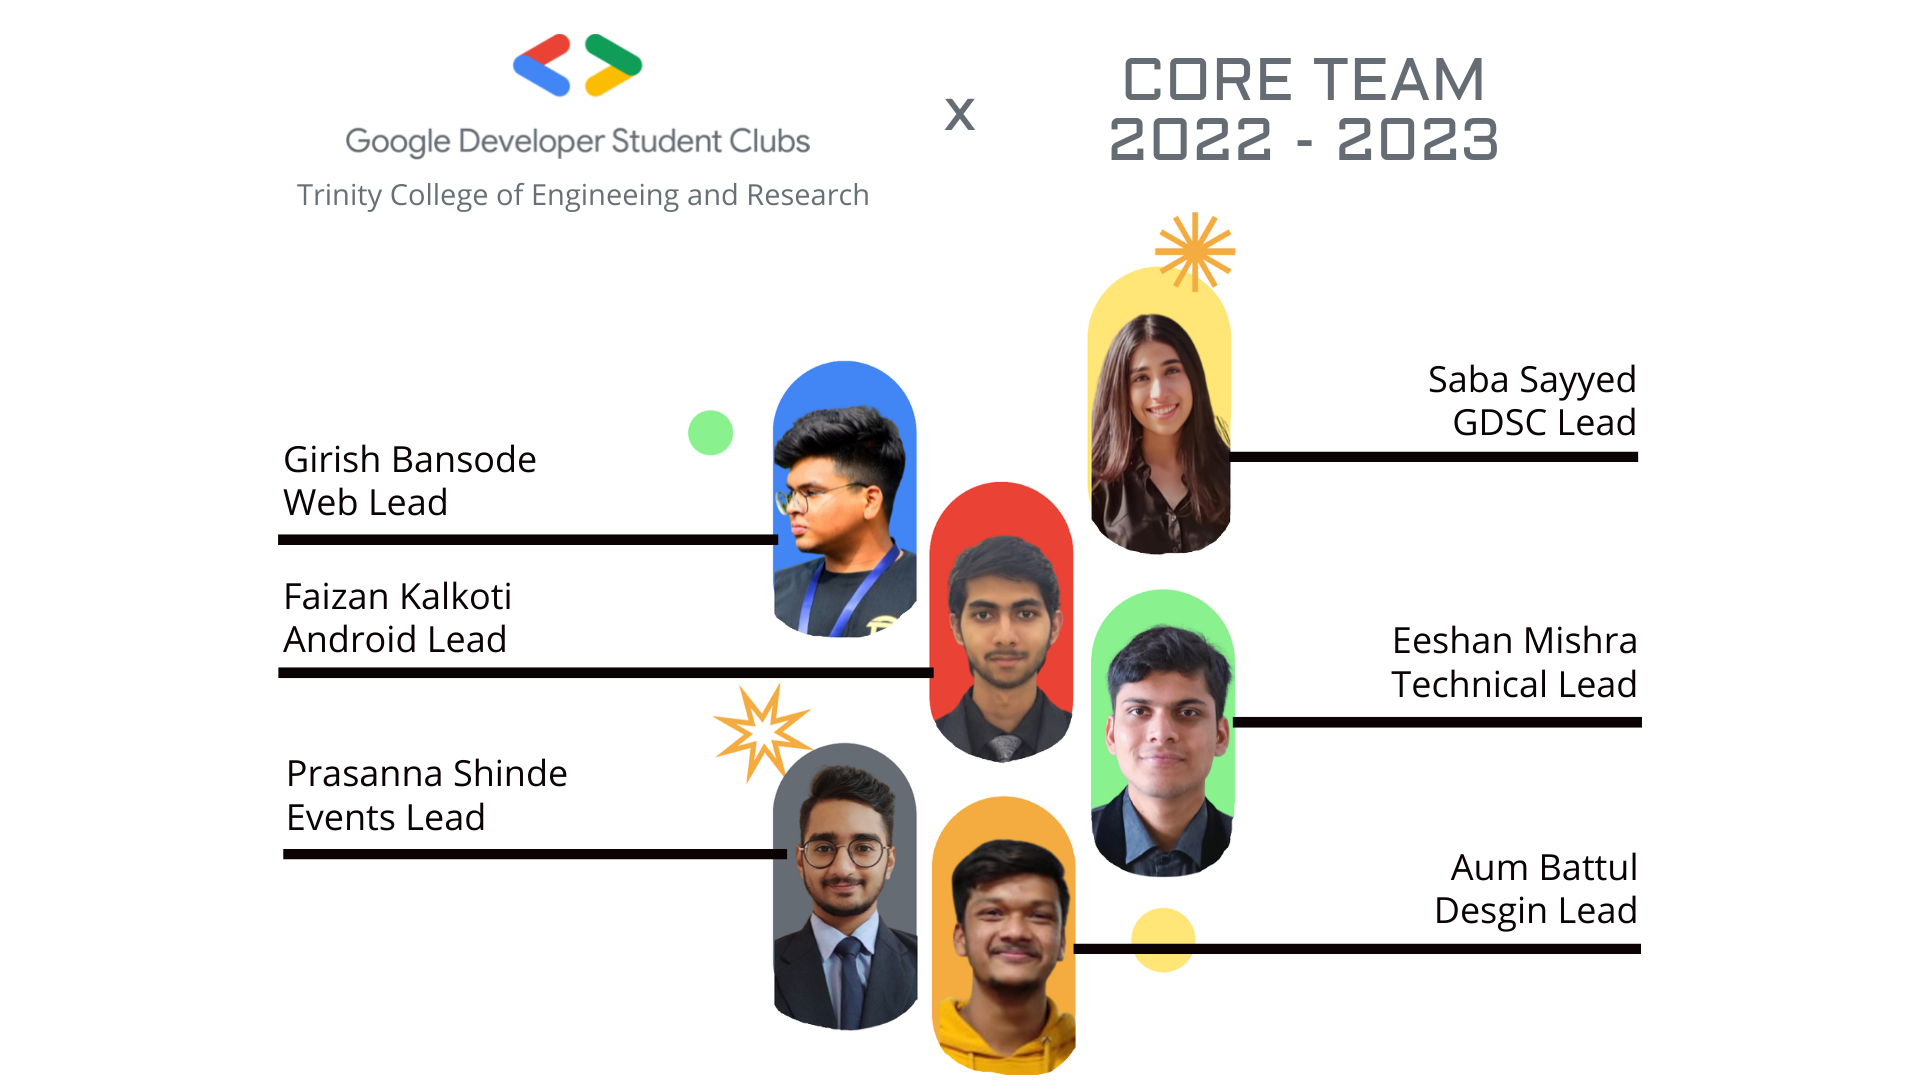 Google Developer Student Clubs
Trinity College of Engineeing and Research
x
CORE TEAM
2022 - 2023
Saba Sayyed
GDSC Lead
Girish Bansode
Web Lead
Faizan Kalkoti
Android Lead
Eeshan Mishra
Technical Lead
Prasanna Shinde
Events Lead
Aum Battul
Desgin Lead